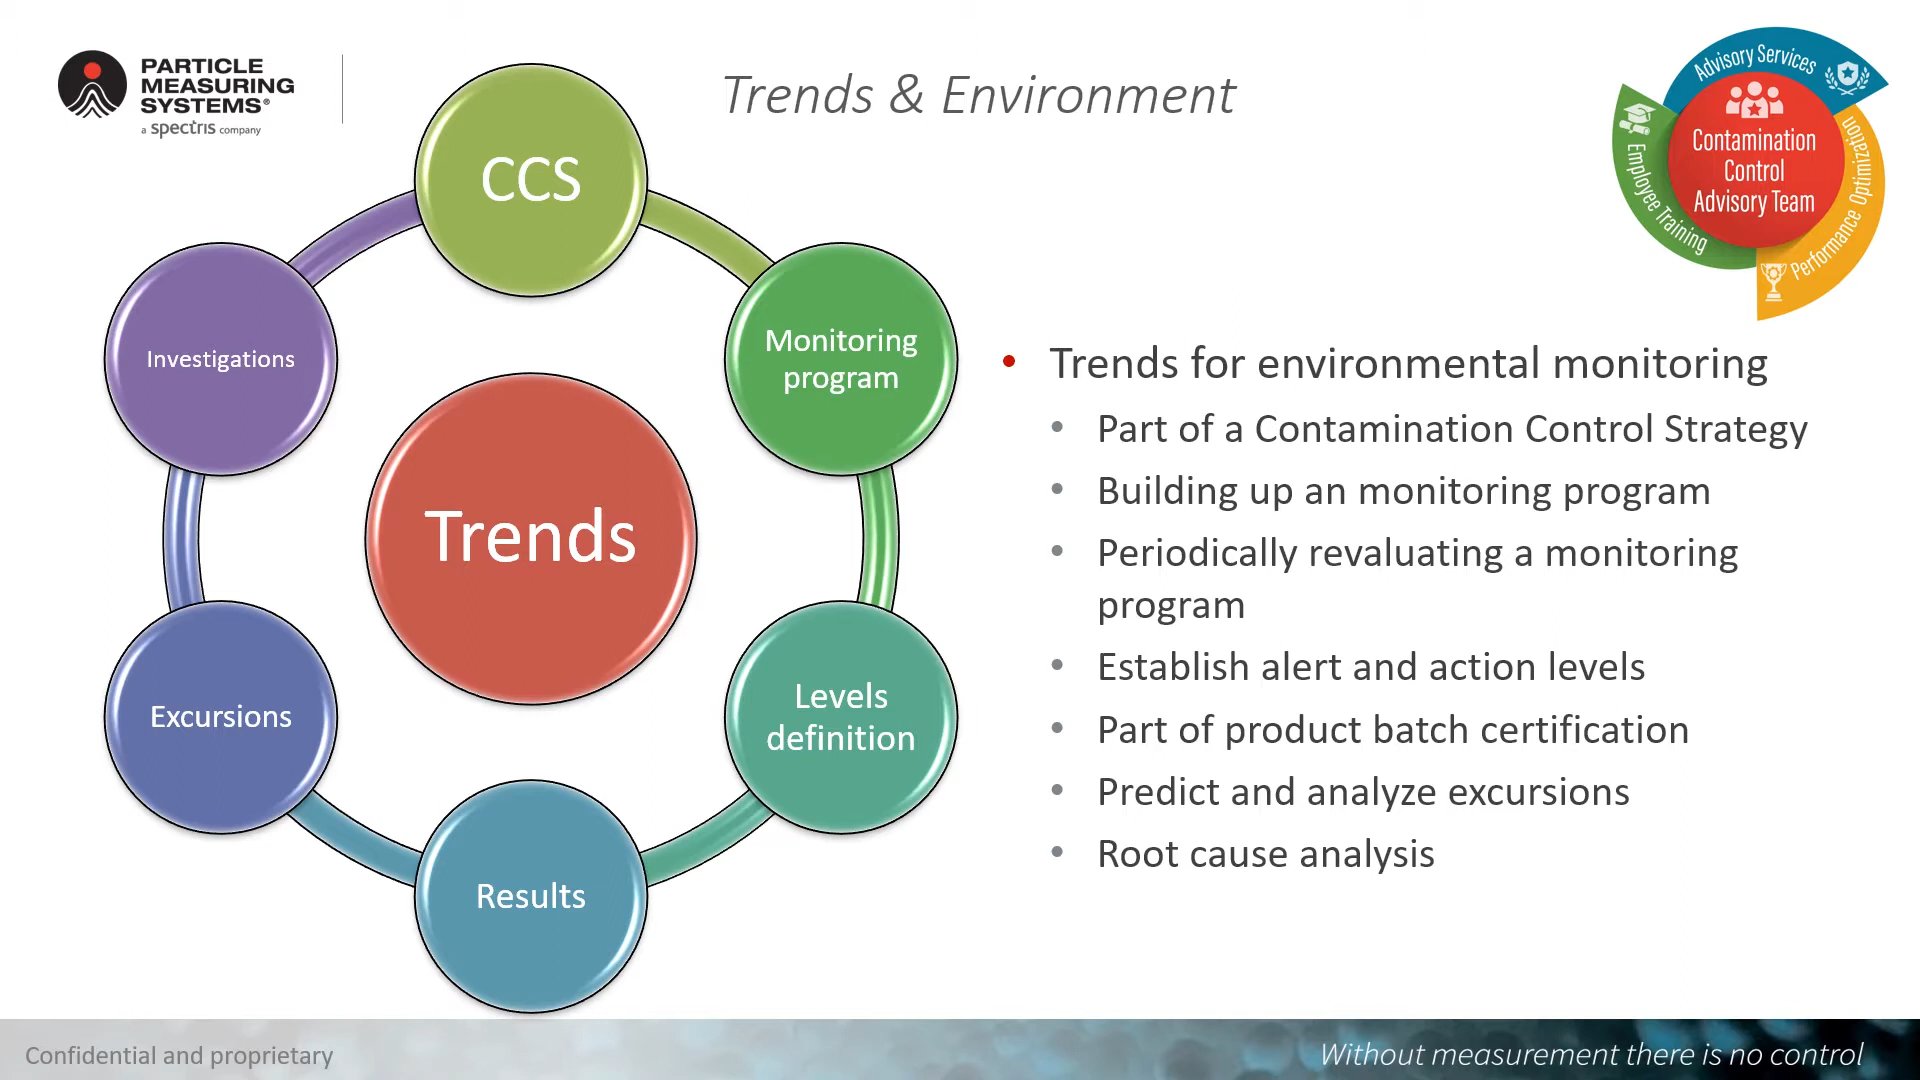 PARTICLE
MEASURING
SYSTEMS®
a spectris company
Trends & Environment
Advisory Services
Employee Training
Performance Optimization
Contamination
Control
Advisory Team
CCS
Monitoring
program
Levels
definition
Results
Excursions
Investigations
Trends
• Trends for environmental monitoring
• Part of a Contamination Control Strategy
• Building up an monitoring program
• Periodically revaluating a monitoring
program
• Establish alert and action levels
• Part of product batch certification
• Predict and analyze excursions
• Root cause analysis
Confidential and proprietary
Without measurement there is no control